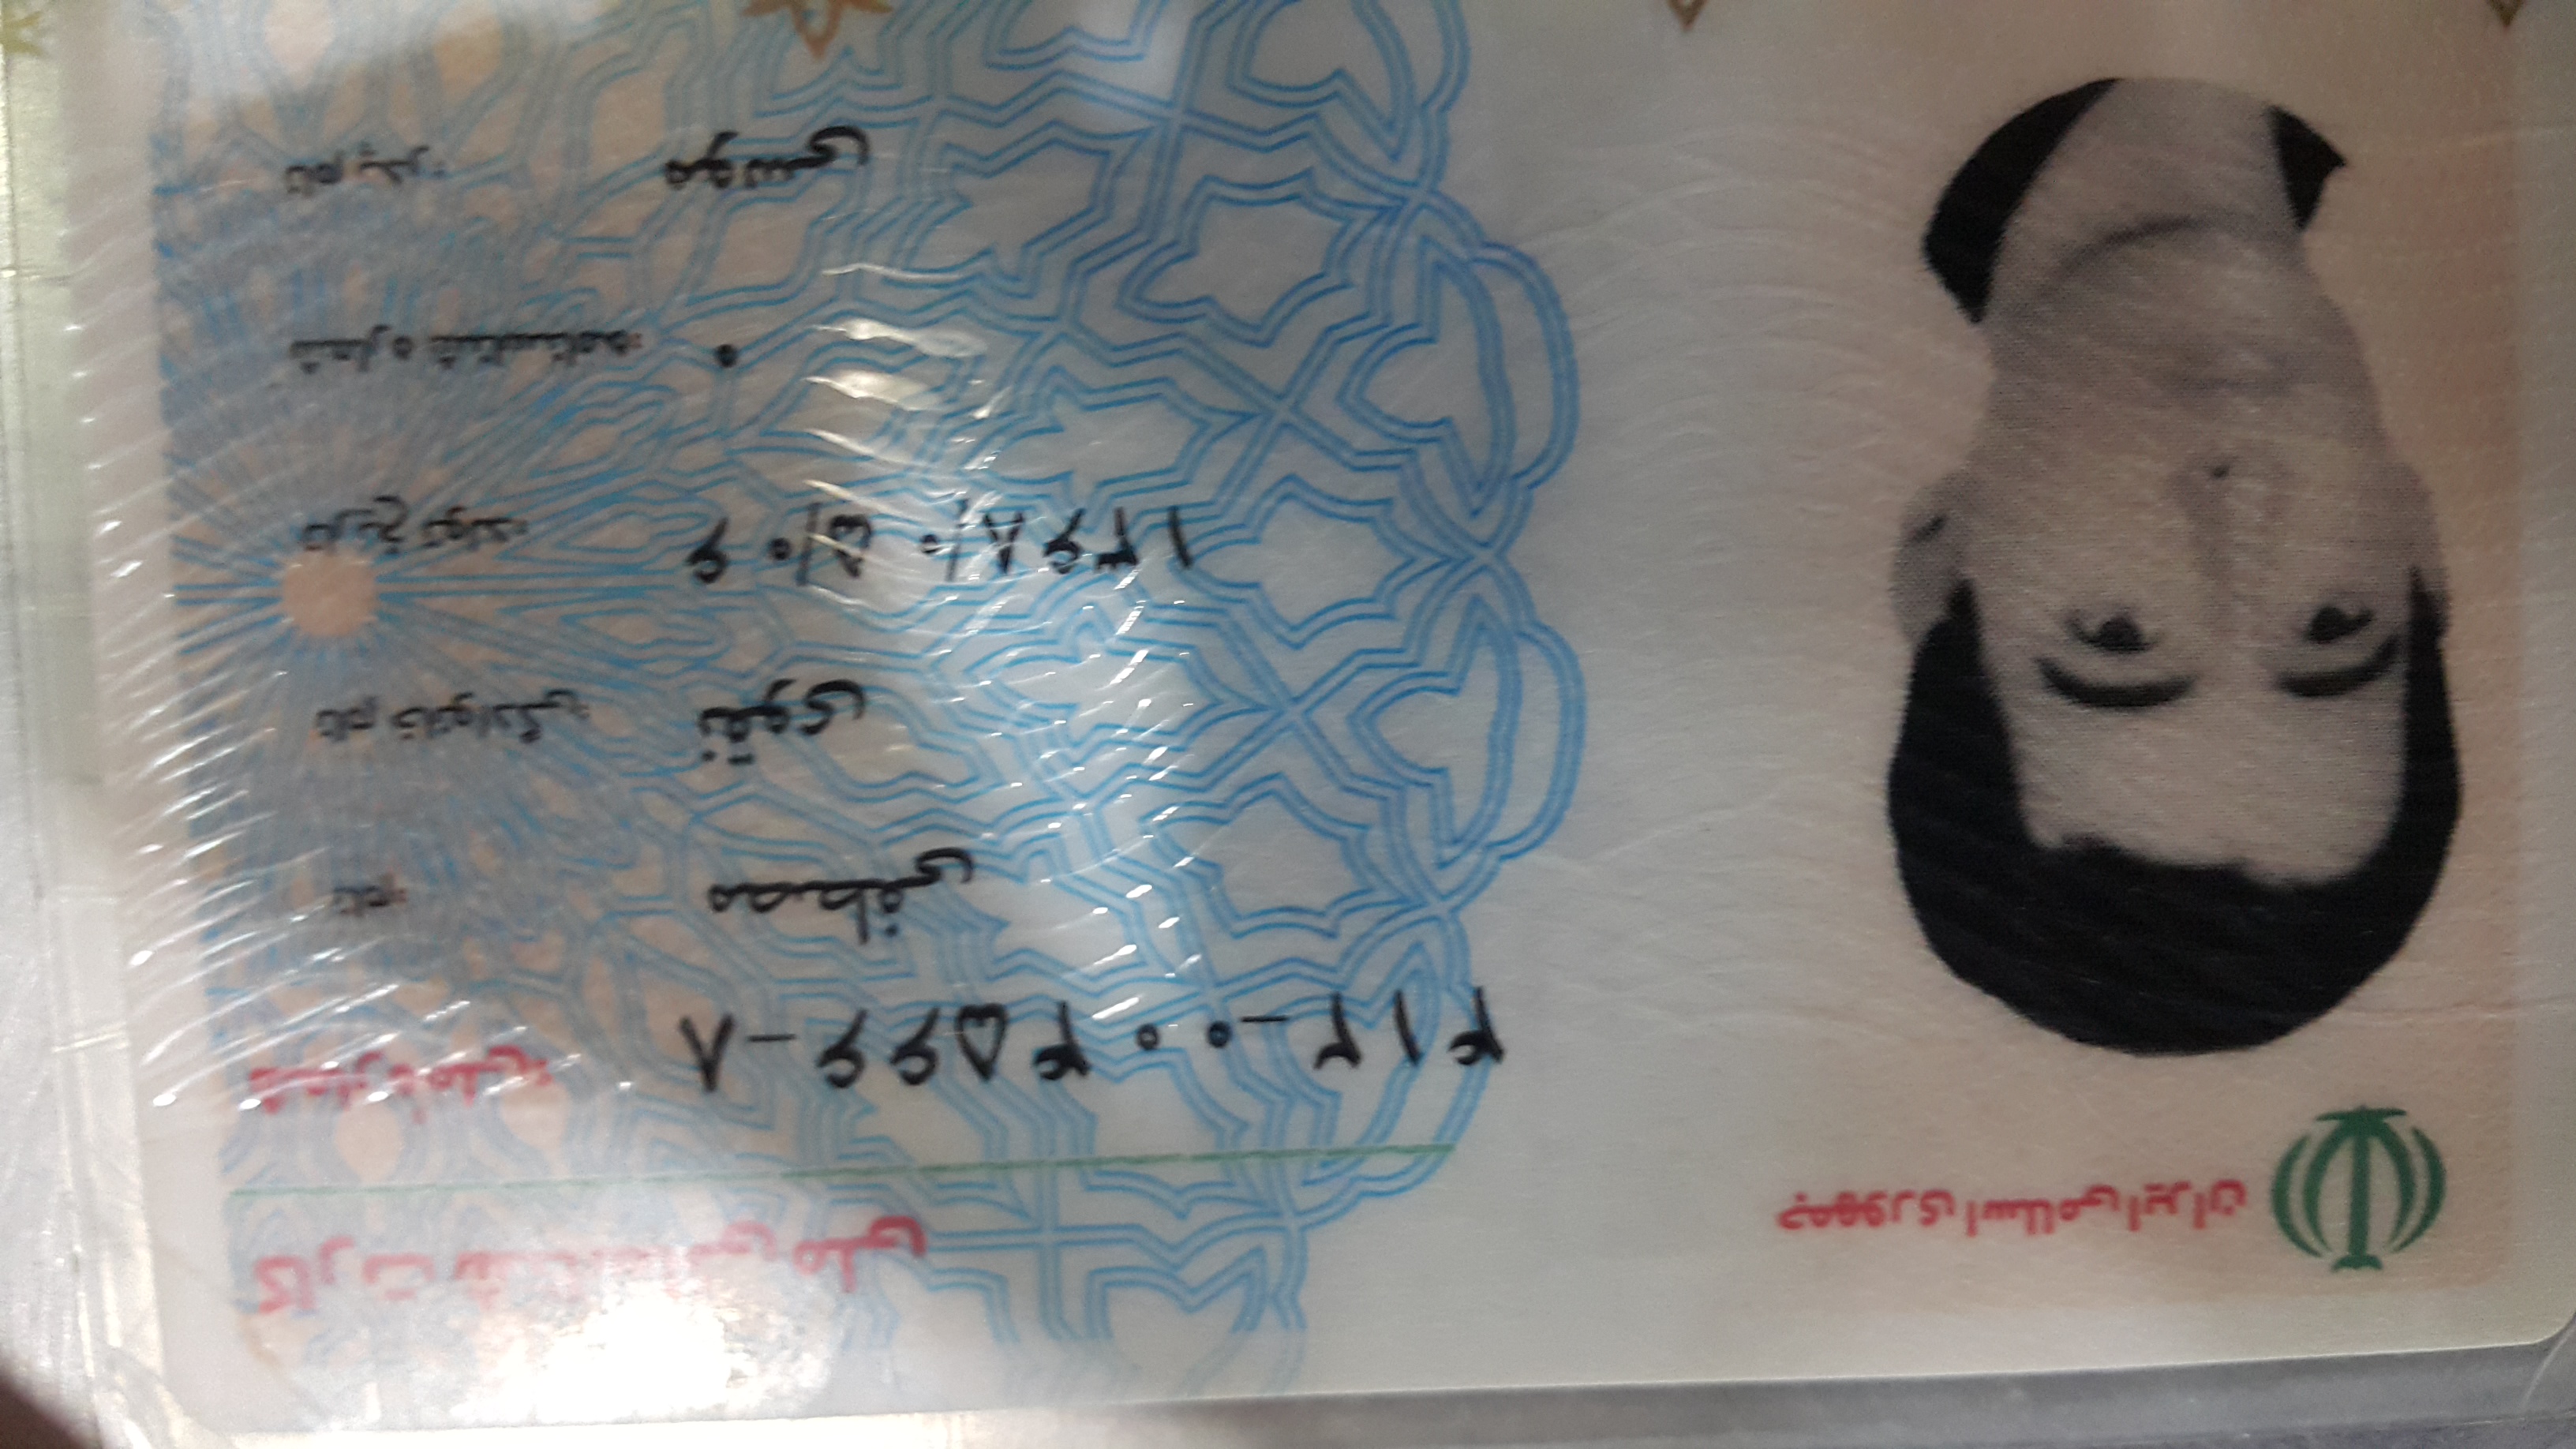 جمهوری اسلامی ایران
کارت شناسائی ملی
شماره ملی: ۴۱۲-۰۰۴۵۶۶-۸
نام: مصطفی
نام خانوادگی: نقوی
تاریخ تولد: ۱۳۶۸/۰۵/۰۶
شماره شناسنامه: ۰
نام پدر: موسی